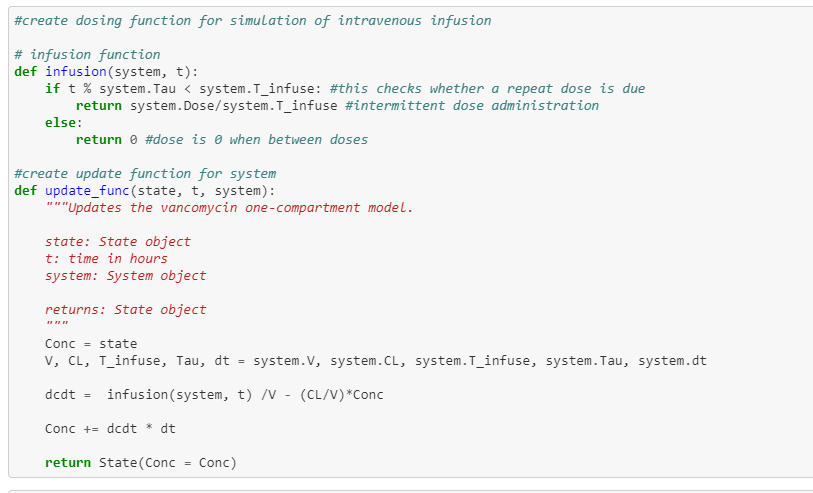 #create dosing function for simulation of intravenous infusion
# infusion function
def infusion(system, t):
    if t % system.Tau < system.T_infuse: #this checks whether a repeat dose is due
        return system.Dose/system.T_infuse #intermittent dose administration
    else:
        return 0 #dose is 0 when between doses
#create update function for system
def update_func(state, t, system):
    """Updates the vancomycin one-compartment model.
    state: State object
    t: time in hours
    system: System object
    returns: State object
    """
    Conc = state
    V, CL, T_infuse, Tau, dt = system.V, system.CL, system.T_infuse, system.Tau, system.dt
    dcdt =  infusion(system, t) /V - (CL/V)*Conc
    Conc += dcdt * dt
    return State(Conc = Conc)